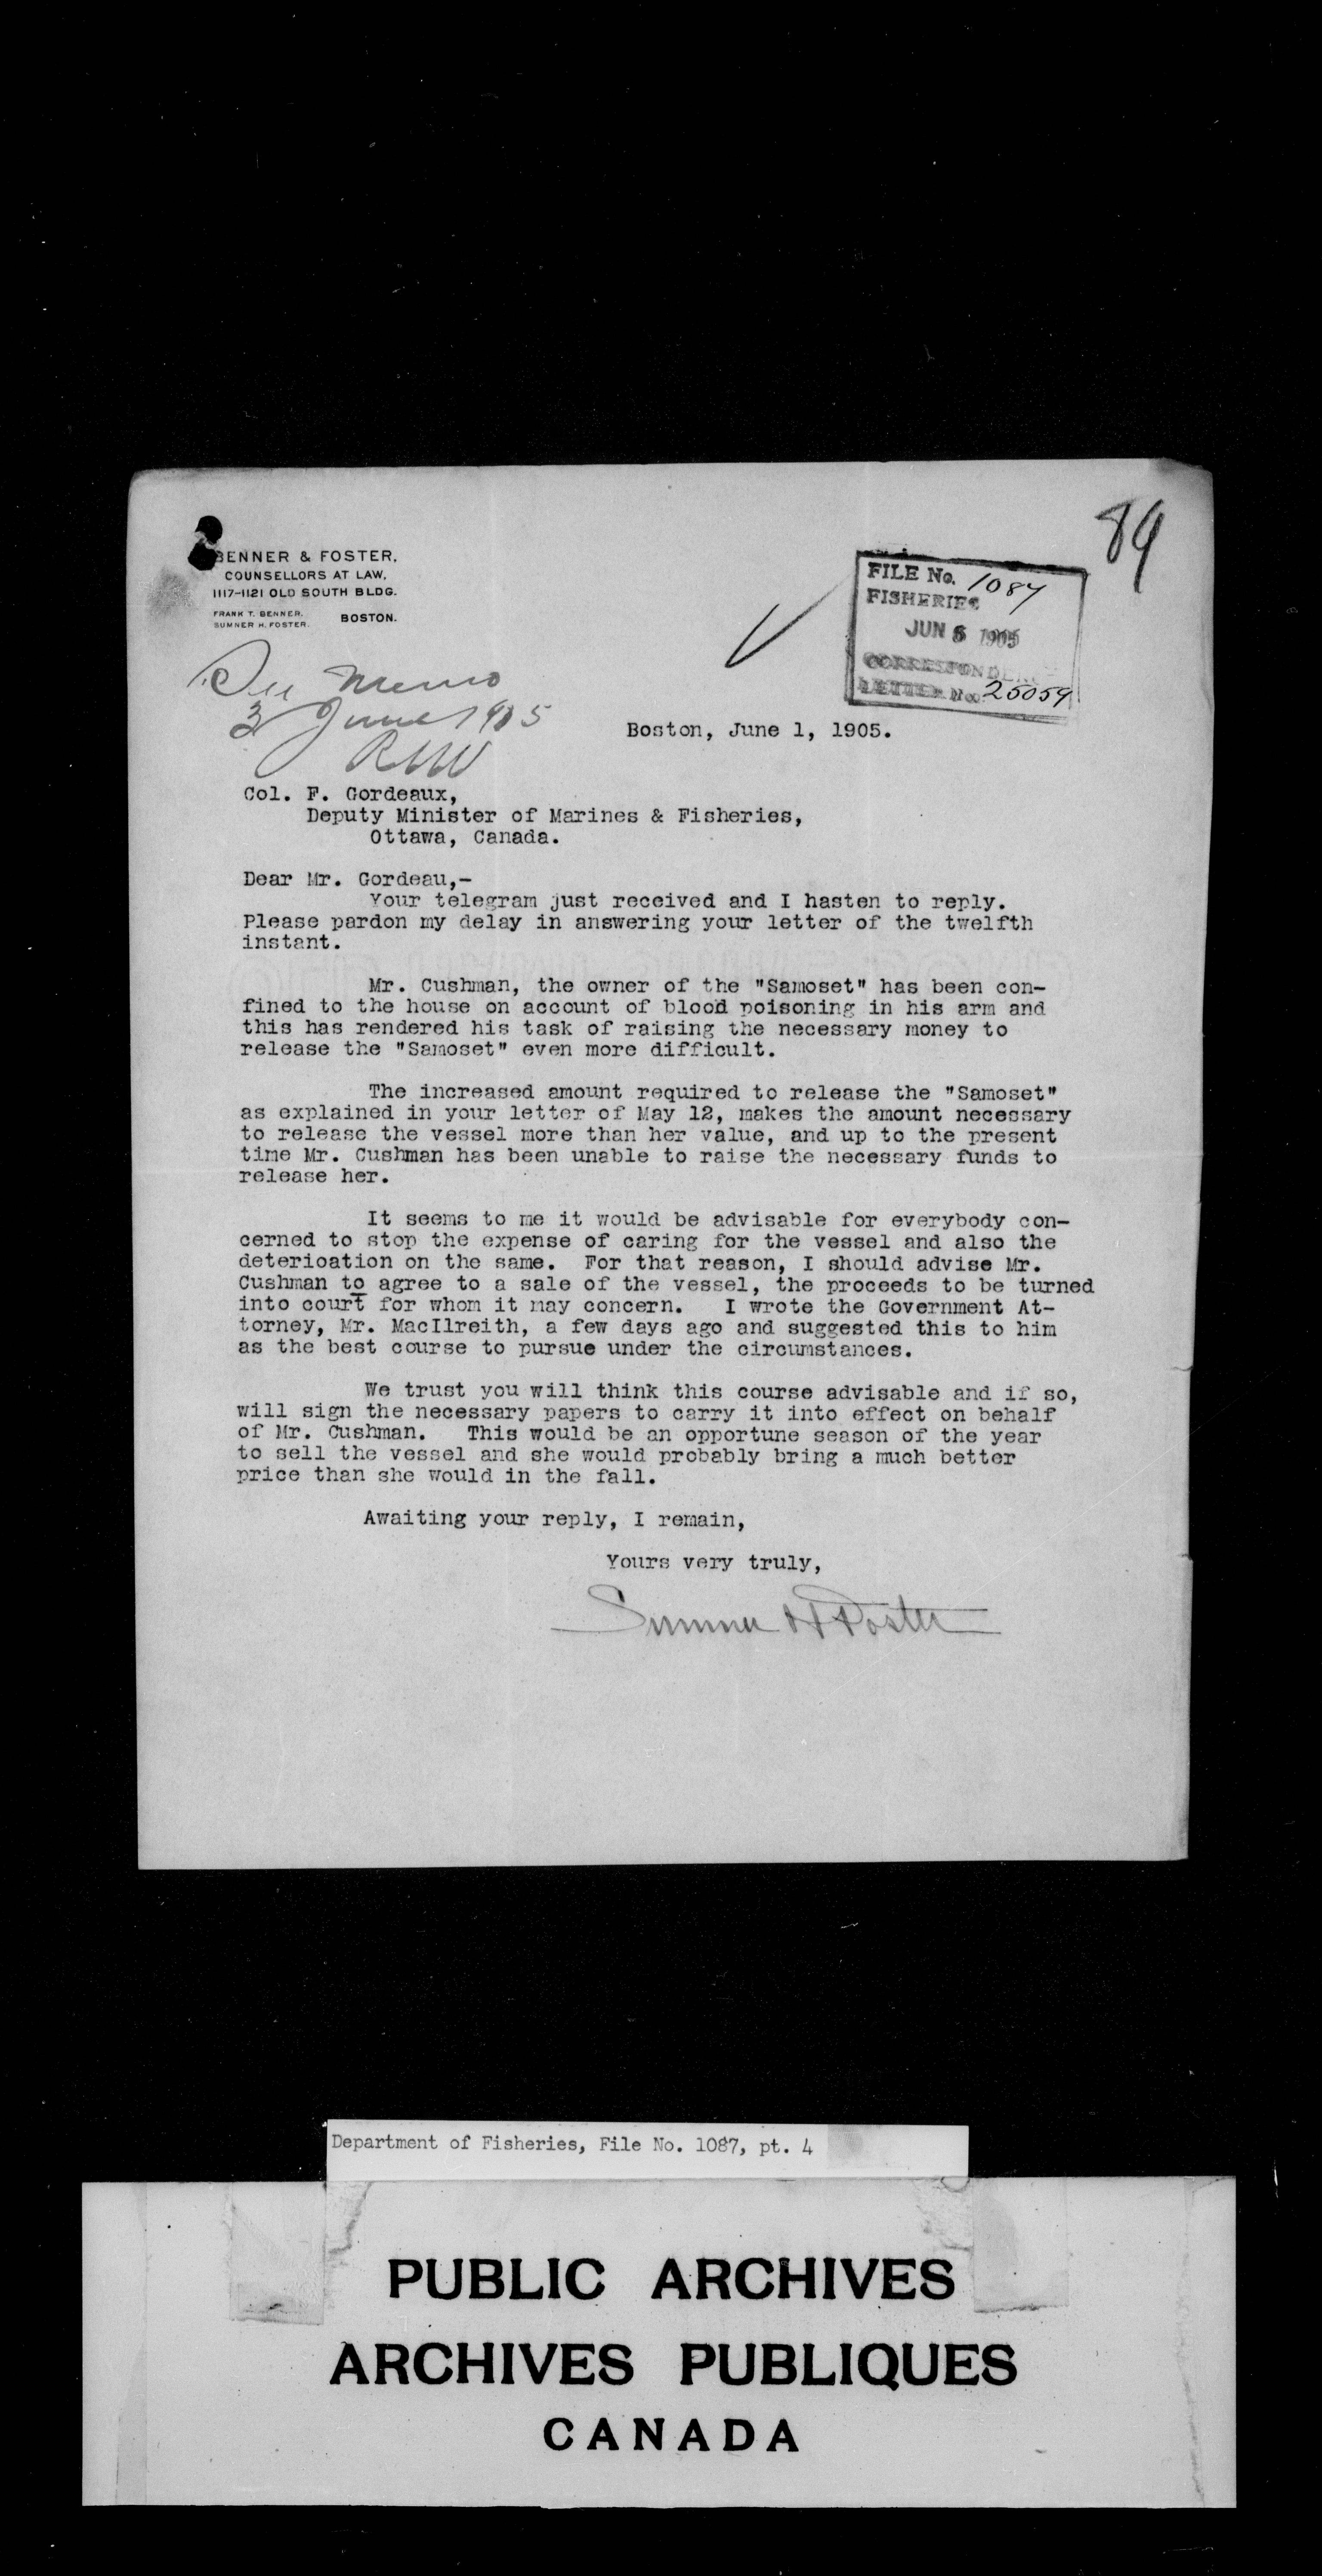 89
BENNER & FOSTER,
COUNSELLORS AT LAW,
1117-1121 OLD SOUTH BLDG.
FRANK T. BENNER.
SUMNER H. FOSTER.
BOSTON.
FILE No. 1087
FISHERIES
JUN 1905
CORRESPONDEN
LETTER No. 25059
See Memo
3 June 1905
Boston, June 1, 1905.
Col. F. Gordeaux,
Deputy Minister of Marines & Fisheries,
Ottawa, Canada.
Dear Mr. Gordeau,-
Your telegram just received and I hasten to reply.
Please pardon my delay in answering your letter of the twelfth
instant.
Mr. Cushman, the owner of the "Samoset" has been con-
fined to the house on account of blood poisoning in his arm and
this has rendered his task of raising the necessary money to
release the "Samoset" even more difficult.
The increased amount required to release the "Samoset"
as explained in your letter of May 12, makes the amount necessary
to release the vessel more than her value, and up to the present
time Mr. Cushman has been unable to raise the necessary funds to
release her.
It seems to me it would be advisable for everybody con-
cerned to stop the expense of caring for the vessel and also the
deterioation on the same. For that reason, I should advise Mr.
Cushman to agree to a sale of the vessel, the proceeds to be turned
into court for whom it may concern. I wrote the Government At-
torney, Mr. MacIlreith, a few days ago and suggested this to him
as the best course to pursue under the circumstances.
We trust you will think this course advisable and if so,
will sign the necessary papers to carry it into effect on behalf
of Mr. Cushman. This would be an opportune season of the year
to sell the vessel and she would probably bring a much better
price than she would in the fall.
Awaiting your reply, I remain,
Yours very truly,
Sumner H Foster
Department of Fisheries, File No. 1087, pt. 4
PUBLIC ARCHIVES
ARCHIVES PUBLIQUES
CANADA